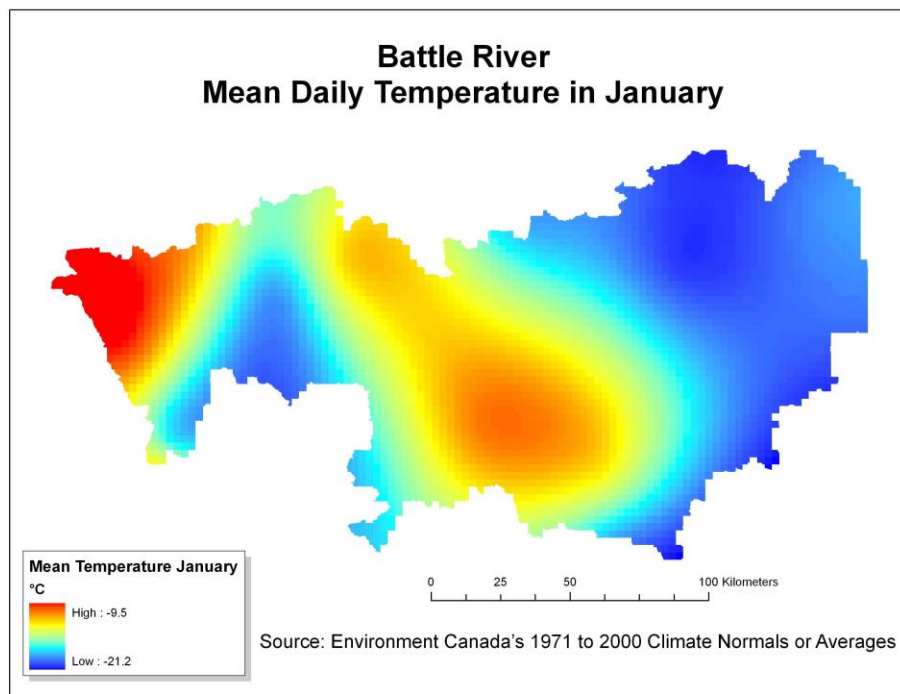 Battle River
Mean Daily Temperature in January
Mean Temperature January
°C
High : -9.5
Low : -21.2
0 25 50 100 Kilometers
Source: Environment Canada's 1971 to 2000 Climate Normals or Averages